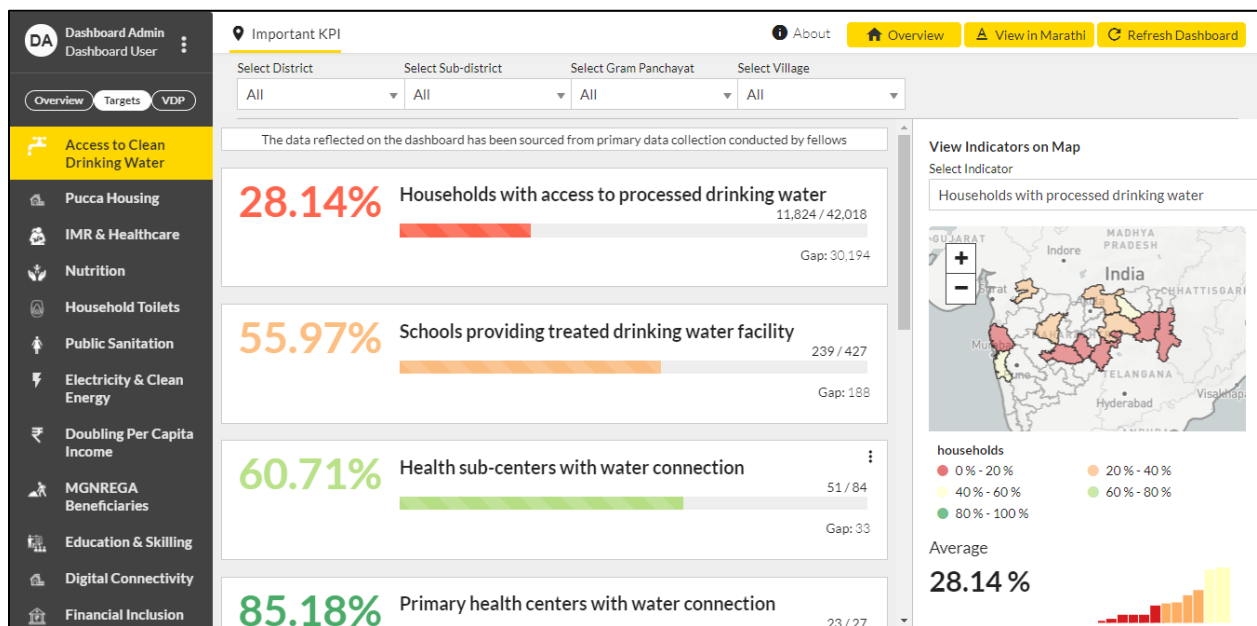 DA
Dashboard Admin
Dashboard User
Overview
Targets
VDP
Access to Clean
Drinking Water
Pucca Housing
IMR & Healthcare
Nutrition
Household Toilets
Public Sanitation
Electricity & Clean
Energy
Doubling Per Capita
Income
MGNREGA
Beneficiaries
Education & Skilling
Digital Connectivity
Financial Inclusion
Important KPI
About
Overview
A View in Marathi
Refresh Dashboard
Select District
Select Sub-district
Select Gram Panchayat
Select Village
All
All
All
All
The data reflected on the dashboard has been sourced from primary data collection conducted by fellows
28.14%
Households with access to processed drinking water
11,824 / 42,018
Gap: 30,194
55.97%
Schools providing treated drinking water facility
239 / 427
Gap: 188
60.71%
Health sub-centers with water connection
51 / 84
Gap: 33
85.18%
Primary health centers with water connection
23 / 27
View Indicators on Map
Select Indicator
Households with processed drinking water
+
−
GUJARAT
MADHYA
PRADESH
Indore
India
CHHATTISGAR
TELANGANA
Hyderabad
Visakhap
households
0 % - 20 %
20 % - 40 %
40 % - 60 %
60 % - 80 %
80 % - 100 %
Average
28.14 %